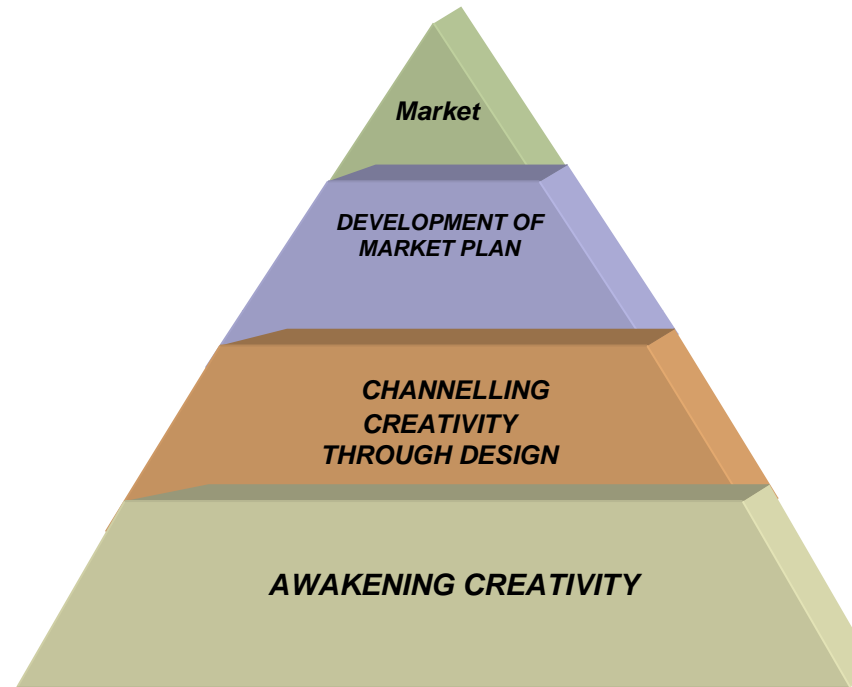 Market
DEVELOPMENT OF
MARKET PLAN
CHANNELLING
CREATIVITY
THROUGH DESIGN
AWAKENING CREATIVITY